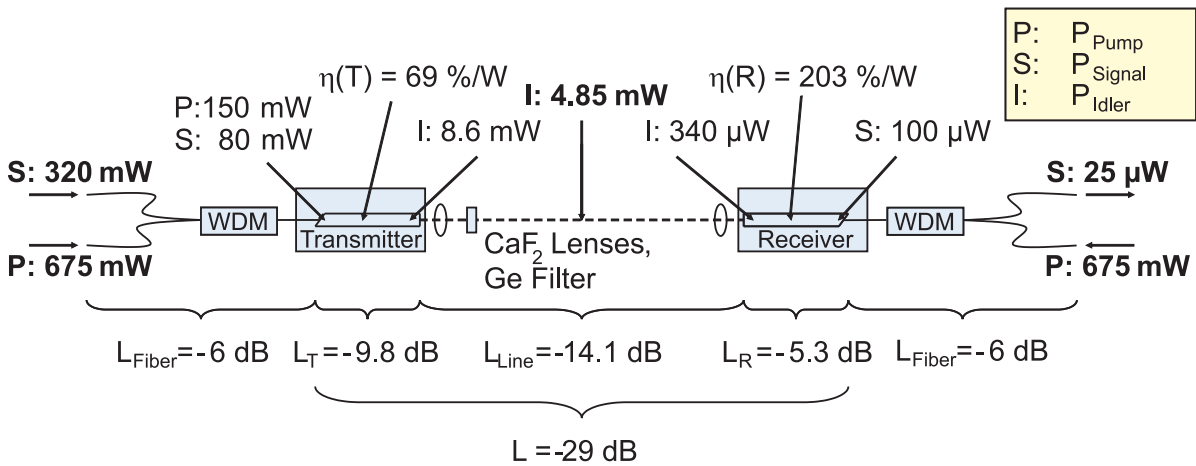 P: P_Pump
S: P_Signal
I: P_Idler
η(T) = 69 %/W
I: 4.85 mW
η(R) = 203 %/W
P:150 mW
S: 80 mW
I: 8.6 mW
I: 340 µW
S: 100 µW
S: 320 mW
S: 25 µW
WDM
Transmitter
Receiver
WDM
CaF₂ Lenses,
Ge Filter
P: 675 mW
P: 675 mW
L_Fiber=-6 dB
L_T=-9.8 dB
L_Line=-14.1 dB
L_R=-5.3 dB
L_Fiber=-6 dB
L =-29 dB